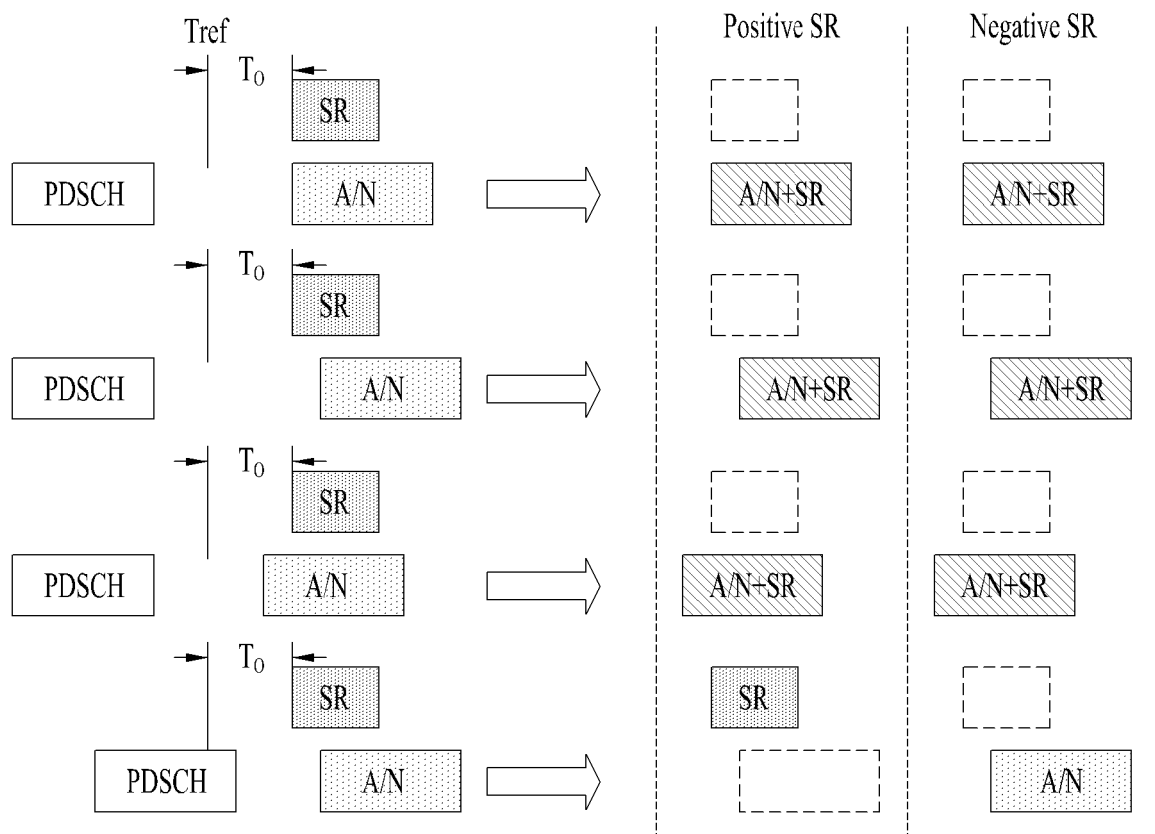 Tref Positive SR Negative SR
T0
SR
PDSCH A/N A/N+SR A/N+SR
T0
SR
PDSCH A/N A/N+SR A/N+SR
T0
SR
PDSCH A/N A/N+SR A/N+SR
T0
SR SR
PDSCH A/N A/N